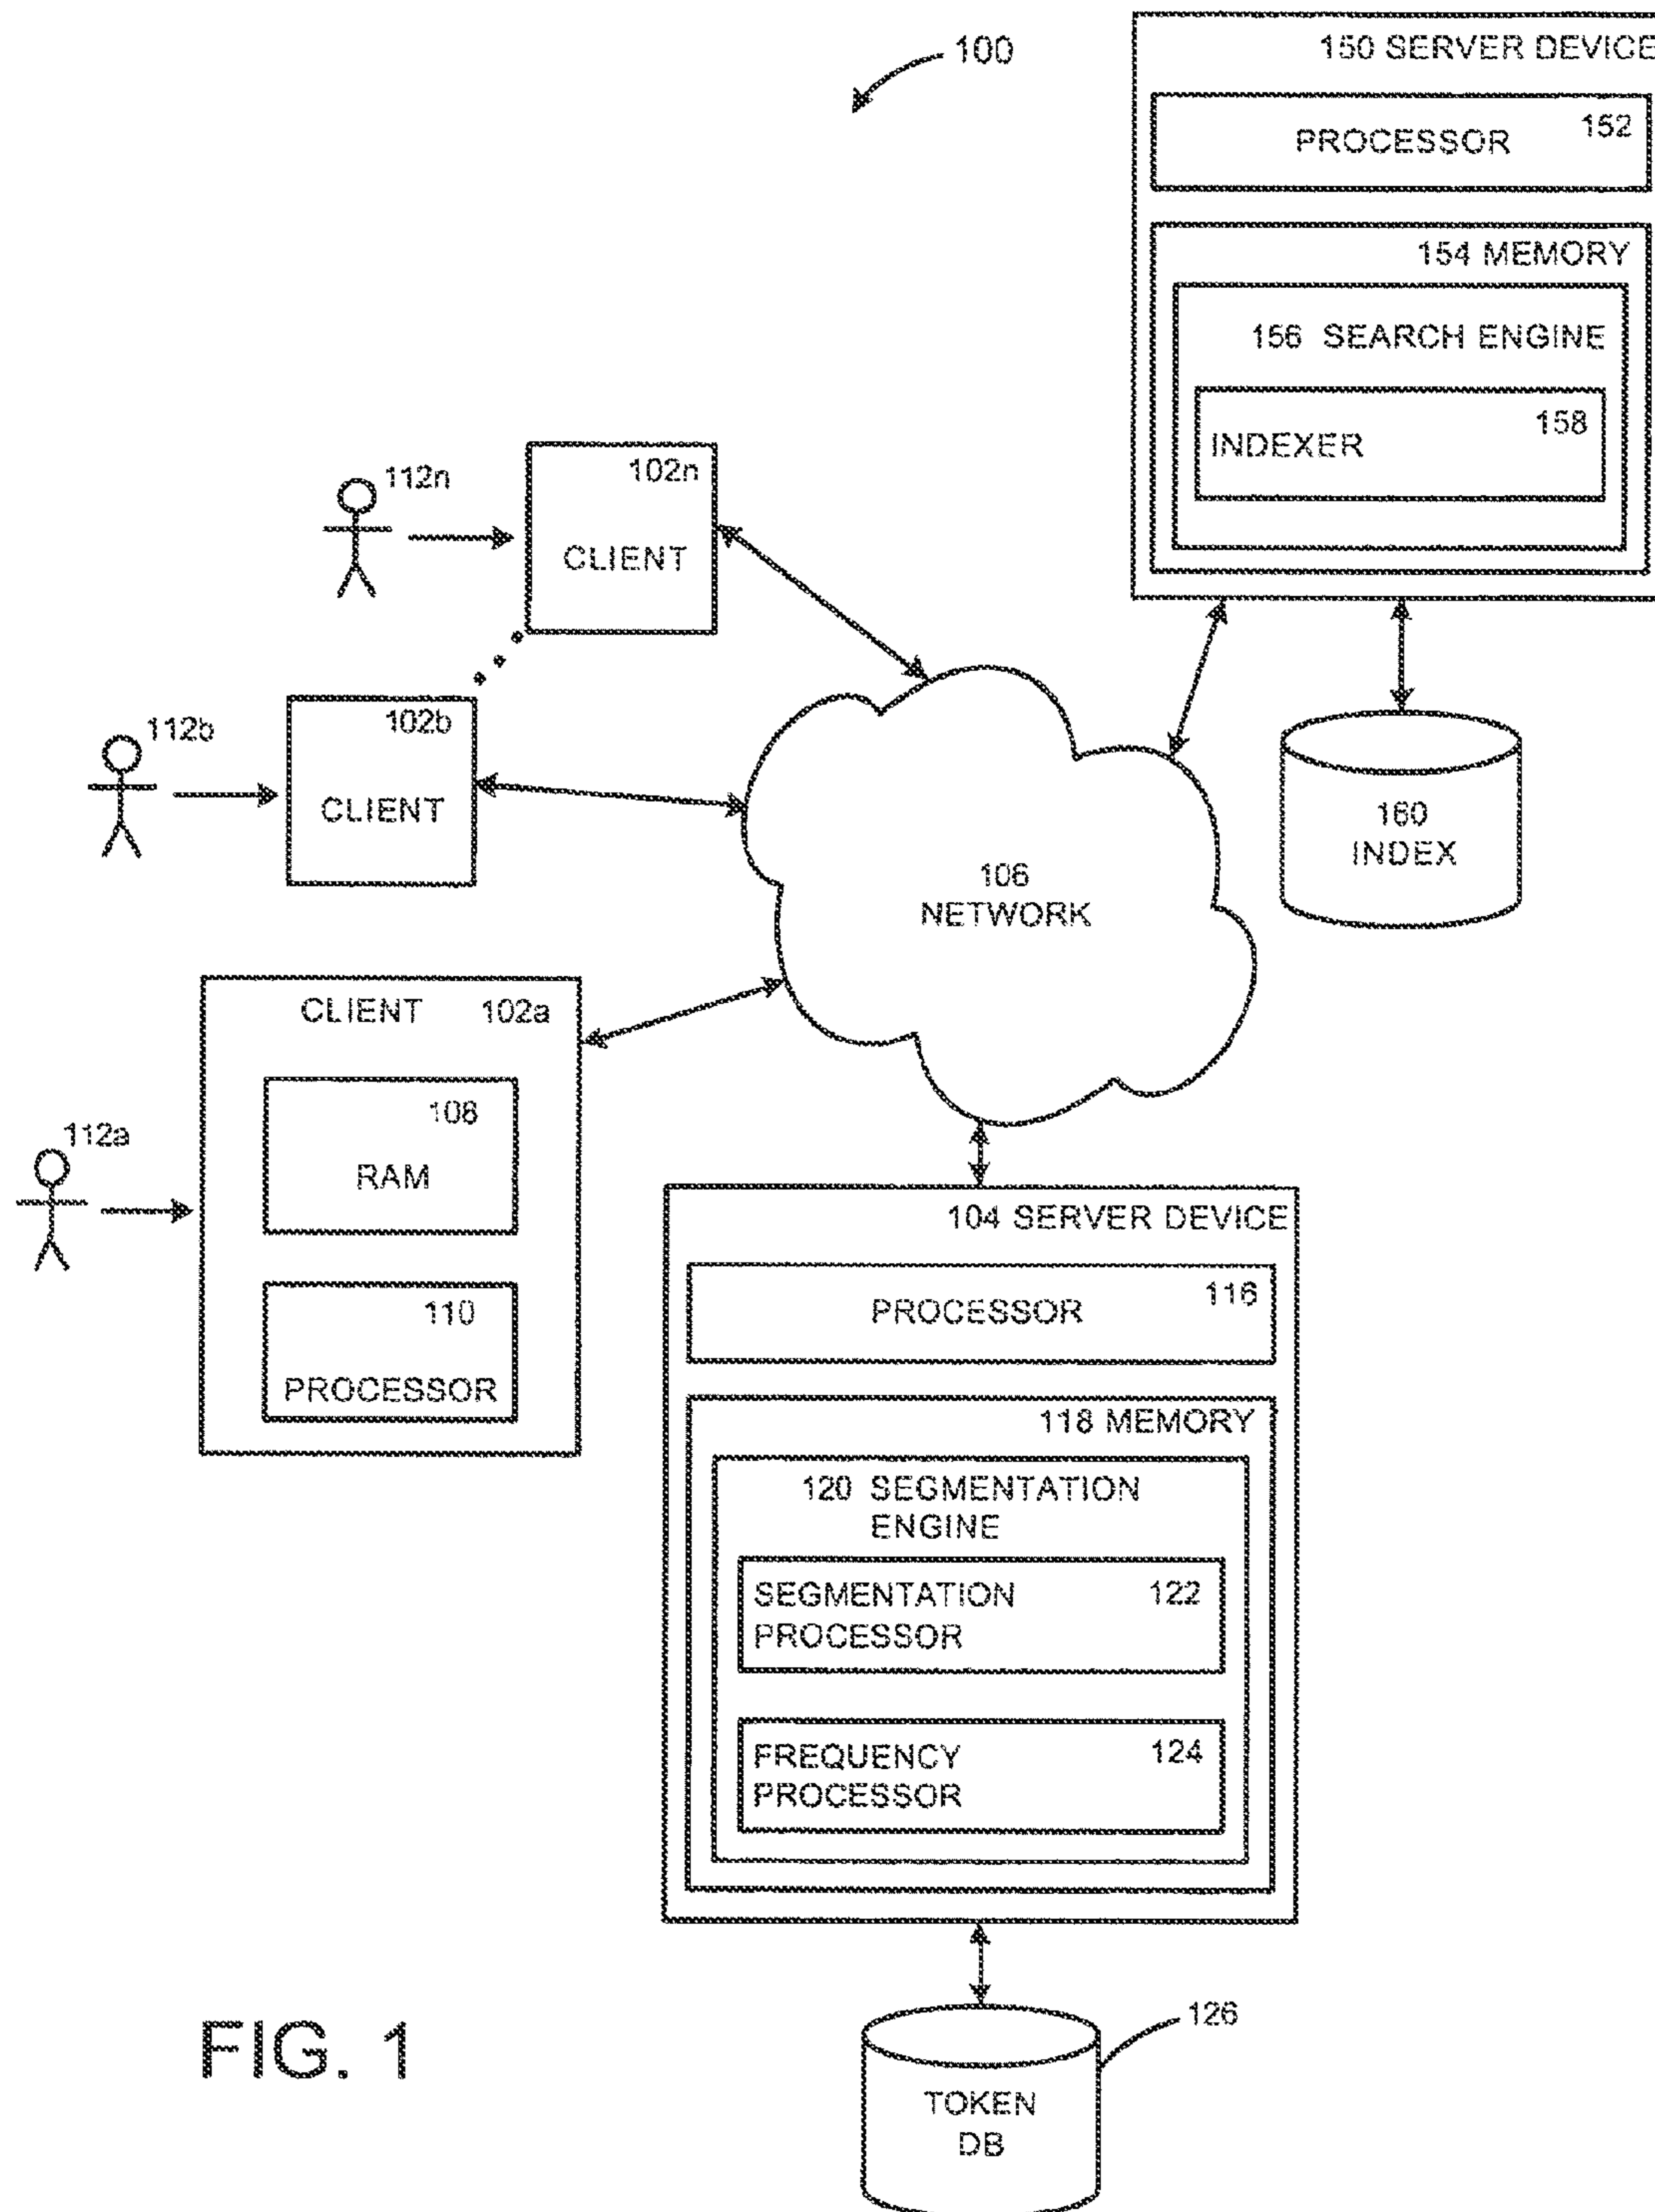 100
150 SERVER DEVICE
PROCESSOR 152
154 MEMORY
156 SEARCH ENGINE
INDEXER 158
112n
102n
CLIENT
112b
102b
CLIENT
160
INDEX
106
NETWORK
CLIENT 102a
108
RAM
112a
110
PROCESSOR
104 SERVER DEVICE
PROCESSOR 116
118 MEMORY
120 SEGMENTATION
ENGINE
SEGMENTATION 122
PROCESSOR
FREQUENCY 124
PROCESSOR
126
TOKEN
DB
FIG. 1